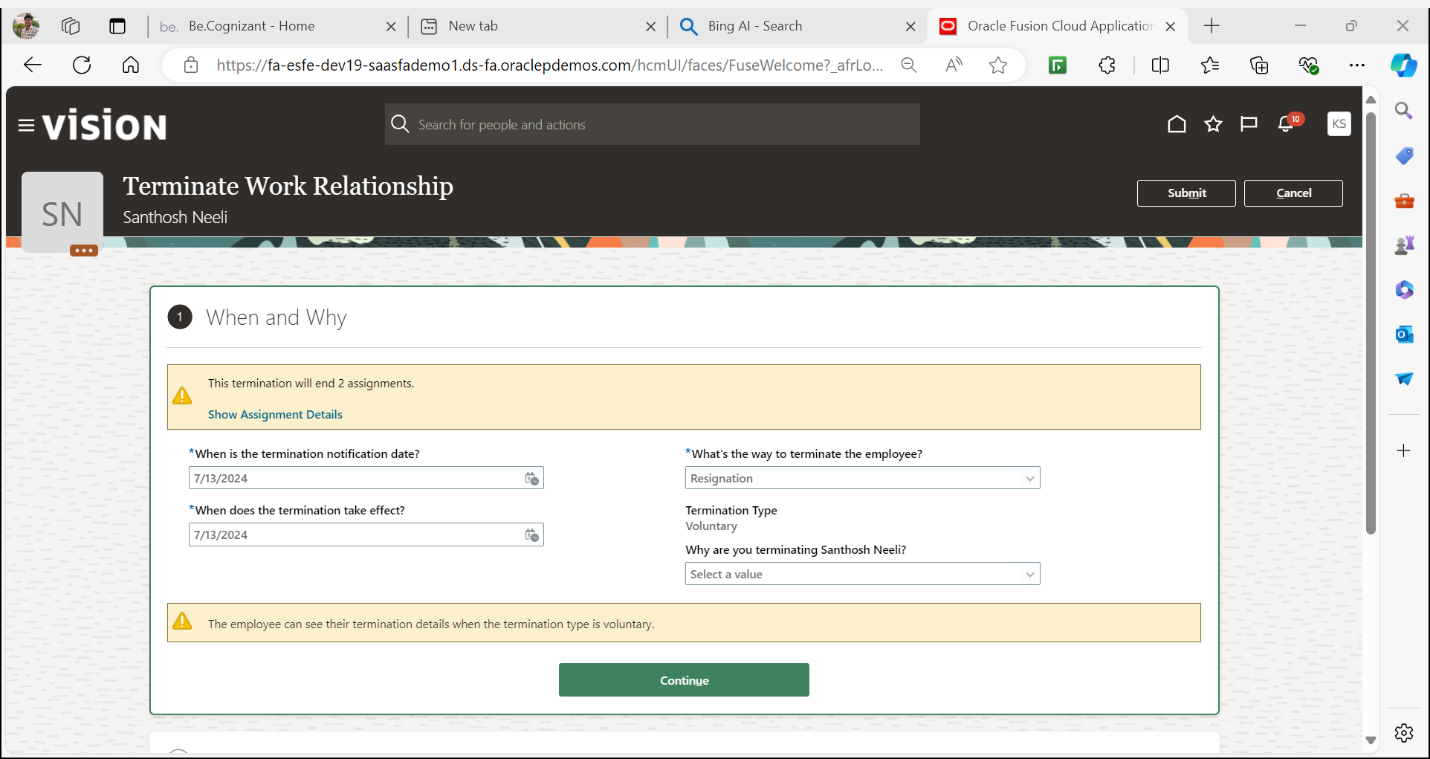 be. Be.Cognizant - Home
New tab
Bing AI - Search
Oracle Fusion Cloud Application
https://fa-esfe-dev19-saasfademo1.ds-fa.oraclepdemos.com/hcmUI/faces/FuseWelcome?_afrLo...
vision
Search for people and actions
10
KS
SN
Terminate Work Relationship
Santhosh Neeli
Submit
Cancel
1 When and Why
This termination will end 2 assignments.
Show Assignment Details
*When is the termination notification date?
7/13/2024
*When does the termination take effect?
7/13/2024
*What's the way to terminate the employee?
Resignation
Termination Type
Voluntary
Why are you terminating Santhosh Neeli?
Select a value
The employee can see their termination details when the termination type is voluntary.
Continue